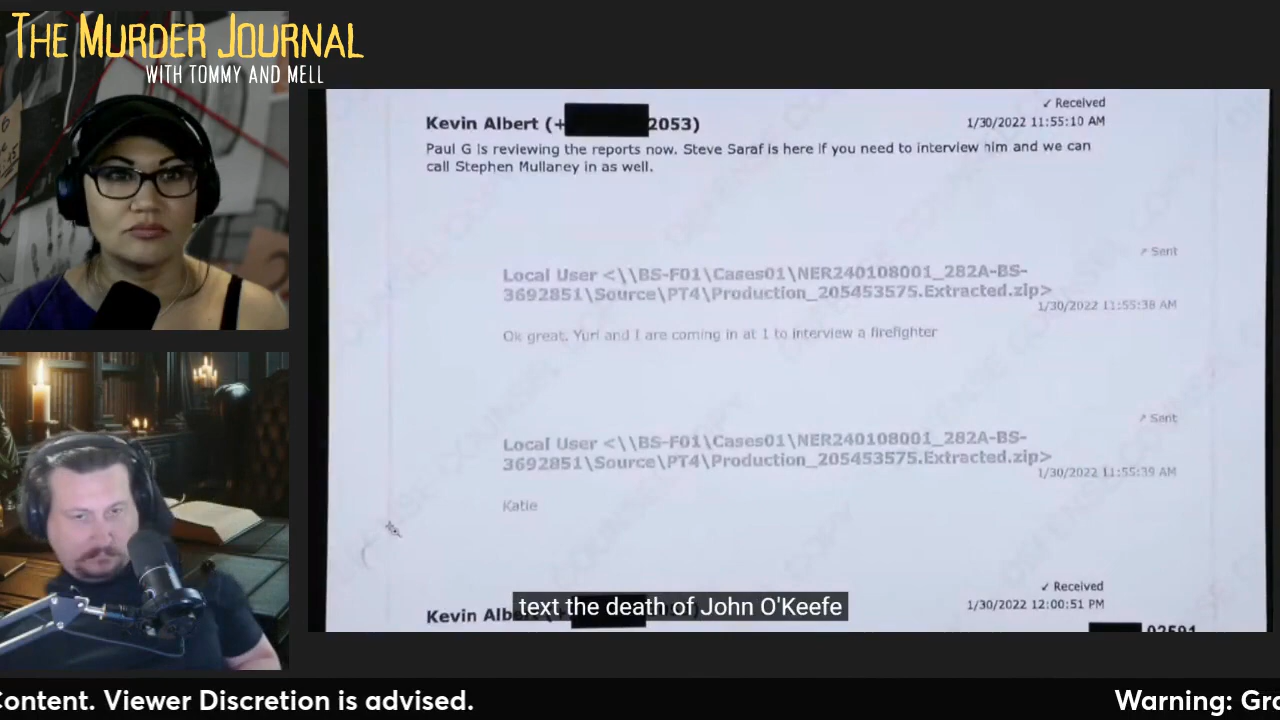 THE MURDER JOURNAL
WITH TOMMY AND MELL
✓ Received
Kevin Albert (+ 2053)
1/30/2022 11:55:10 AM
Paul G is reviewing the reports now. Steve Saraf is here if you need to interview him and we can
call Stephen Mullaney in as well.
Sent
Local User <\\BS-F01\Cases01\NER240108001_282A-BS-
3692851\Source\PT4\Production_205453575.Extracted.zip>
1/30/2022 11:55:38 AM
Ok great. Yuri and I are coming in at 1 to interview a firefighter
Sent
Local User <\\BS-F01\Cases01\NER240108001_282A-BS-
3692851\Source\PT4\Production_205453575.Extracted.zip>
1/30/2022 11:55:39 AM
Katie
✓ Received
1/30/2022 12:00:51 PM
Kevin Alb
text the death of John O'Keefe
Content. Viewer Discretion is advised.
Warning: Gra